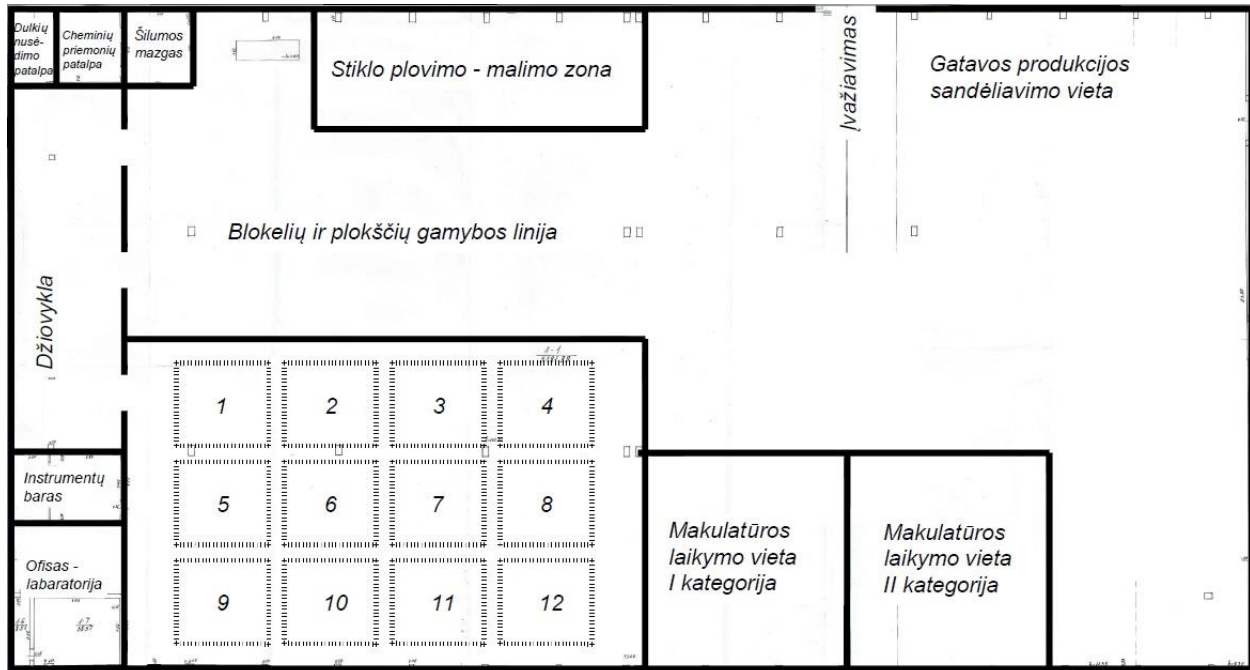 Dulkių
nusė-
dimo
patalpa
Cheminių
priemonių
patalpa
Šilumos
mazgas
Stiklo plovimo - malimo zona
Įvažiavimas
Gatavos produkcijos
sandėliavimo vieta
Blokelių ir plokščių gamybos linija
Džiovykla
1
2
3
4
5
6
7
8
9
10
11
12
Instrumentų
baras
Ofisas -
labaratorija
Makulatūros
laikymo vieta
I kategorija
Makulatūros
laikymo vieta
II kategorija